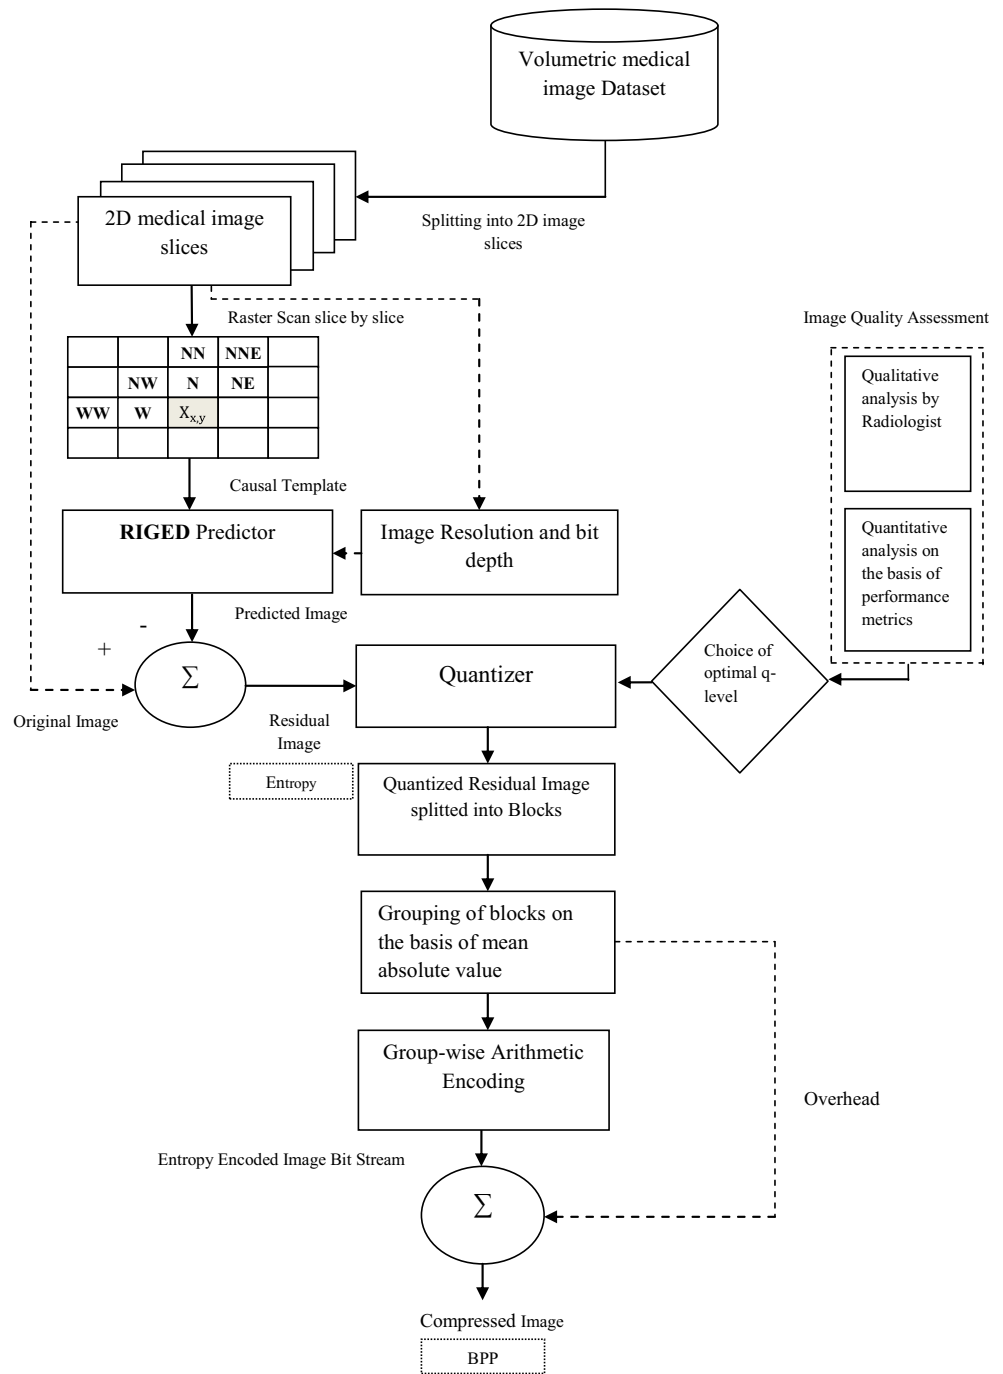 Volumetric medical
image Dataset
2D medical image
slices
Splitting into 2D image
slices
Raster Scan slice by slice
NN NNE
NW N NE
WW W Xx,y
Causal Template
Image Quality Assessment
Qualitative
analysis by
Radiologist
Quantitative
analysis on
the basis of
performance
metrics
RIGED Predictor
Image Resolution and bit
depth
Predicted Image
-
+
Σ
Original Image
Residual
Image
Quantizer
Choice of
optimal q-
level
Entropy
Quantized Residual Image
splitted into Blocks
Grouping of blocks on
the basis of mean
absolute value
Group-wise Arithmetic
Encoding
Overhead
Entropy Encoded Image Bit Stream
Σ
Compressed Image
BPP